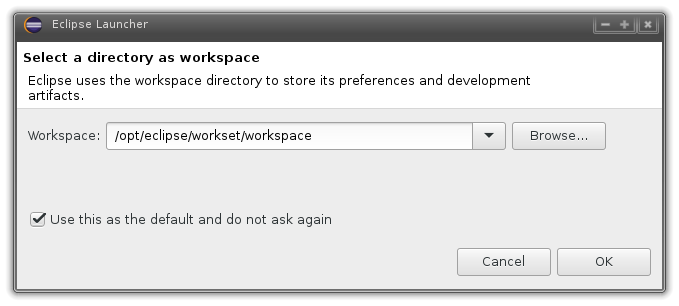 Eclipse Launcher
Select a directory as workspace
Eclipse uses the workspace directory to store its preferences and development
artifacts.
Workspace: /opt/eclipse/workset/workspace Browse...
Use this as the default and do not ask again
Cancel OK